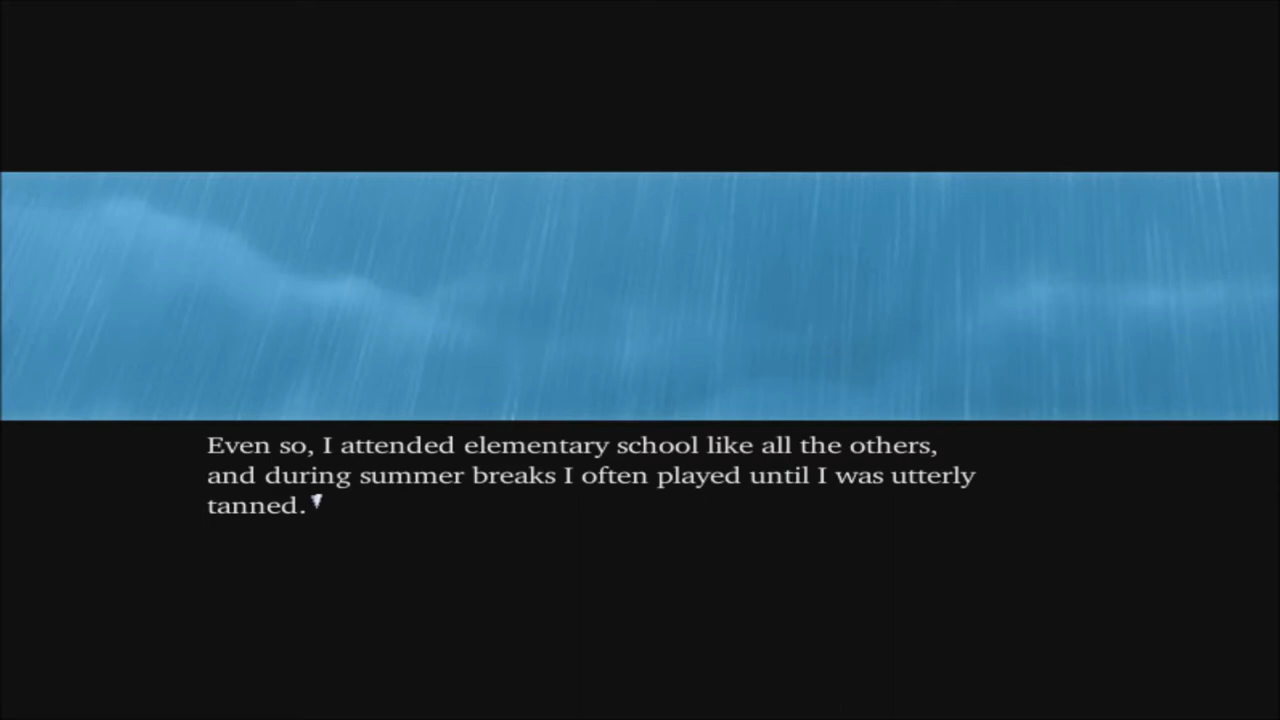 Even so, I attended elementary school like all the others,
and during summer breaks I often played until I was utterly
tanned.